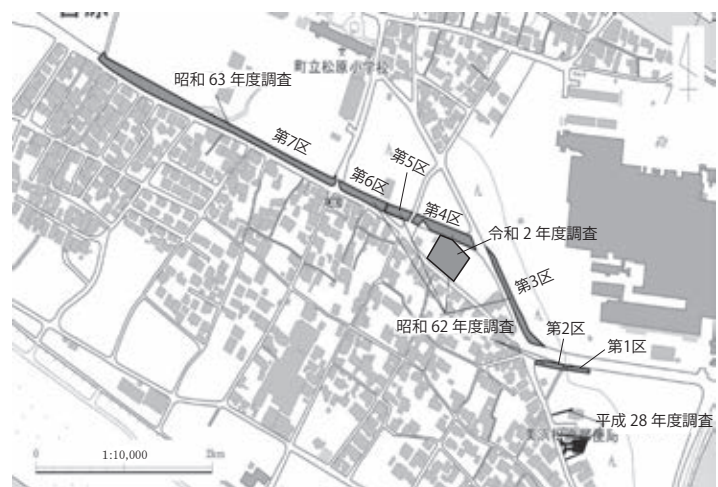 町立松原小学校
昭和 63 年度調査
第7区
第6区
第5区
第4区
令和 2 年度調査
第3区
昭和 62 年度調査
第2区
第1区
平成 28 年度調査
0
1:10,000
2km